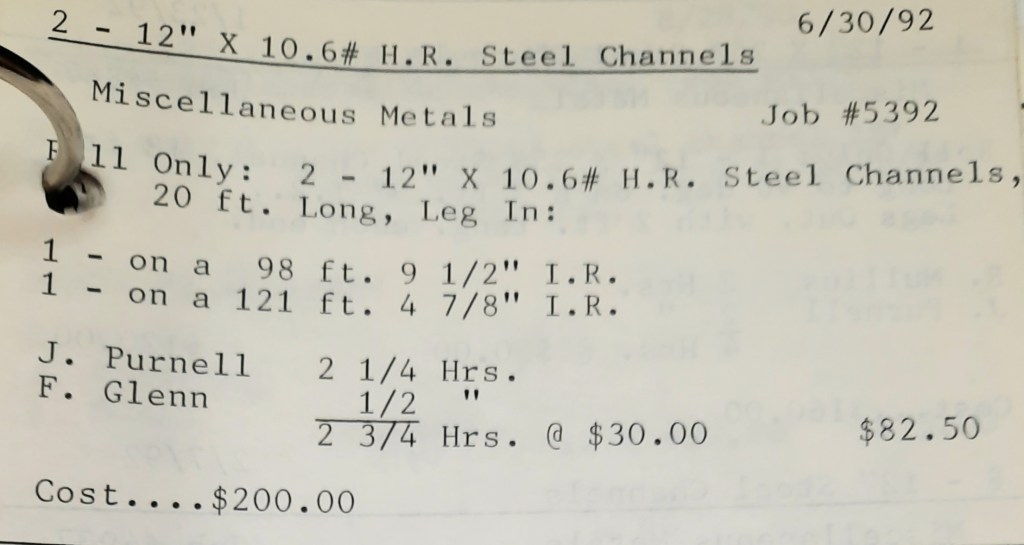 2 - 12" X 10.6# H.R. Steel Channels 6/30/92
Miscellaneous Metals Job #5392
Only: 2 - 12" X 10.6# H.R. Steel Channels,
20 ft. Long, Leg In:
1 - on a 98 ft. 9 1/2" I.R.
1 - on a 121 ft. 4 7/8" I.R.
J. Purnell 2 1/4 Hrs.
F. Glenn 1/2 "
2 3/4 Hrs. @ $30.00 $82.50
Cost....$200.00